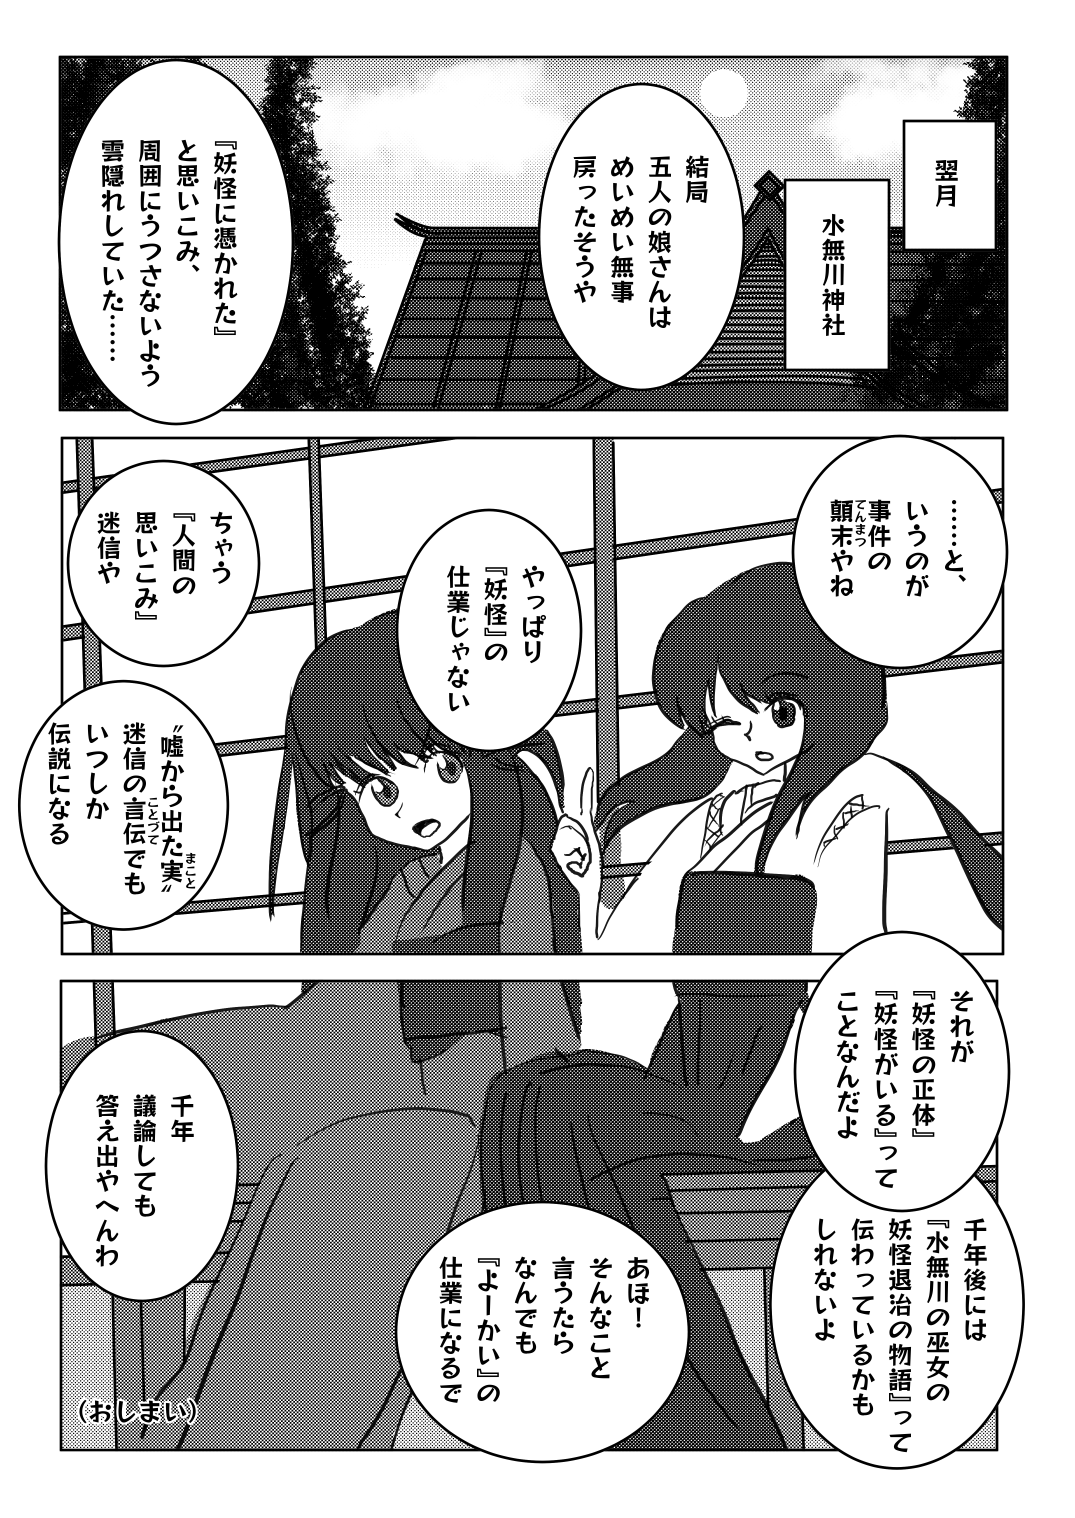 翌月
水無川神社
結局
五人の娘さんは
めいめい無事
戻ったそうや
『妖怪に憑かれた』
と思いこみ、
周囲にうつさないよう
雲隠れしていた……
……と、
いうのが
事件の
顛末やね
てんまつ
やっぱり
『妖怪』の
仕業じゃない
ちゃう
『人間の
思いこみ』
迷信や
〝嘘から出た実〟
まこと
迷信の言伝でも
ことづて
いつしか
伝説になる
それが
『妖怪の正体』
『妖怪がいる』って
ことなんだよ
千年後には
『水無川の巫女の
妖怪退治の物語』って
伝わっているかも
しれないよ
あほ！
そんなこと
言うたら
なんでも
『よーかい』の
仕業になるで
千年
議論しても
答え出やへんわ
（おしまい）